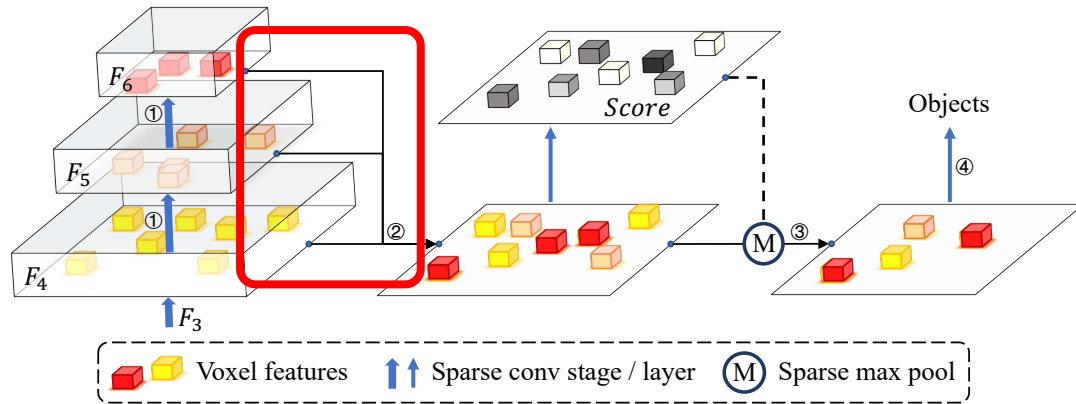 F₆
①
Score
Objects
F₅
④
①
②
M
③
F₄
F₃
Voxel features
Sparse conv stage / layer
M
Sparse max pool